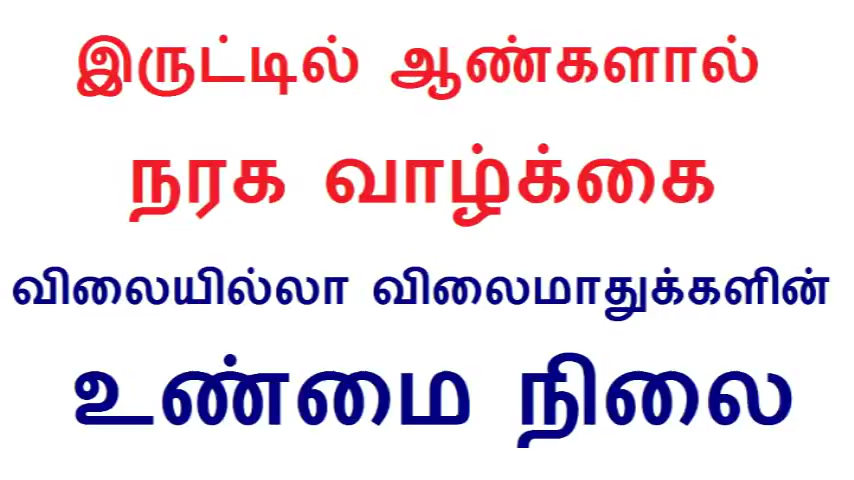 இருட்டில் ஆண்களால்
நரக வாழ்க்கை
விலையில்லா விலைமாதுக்களின்
உண்மை நிலை